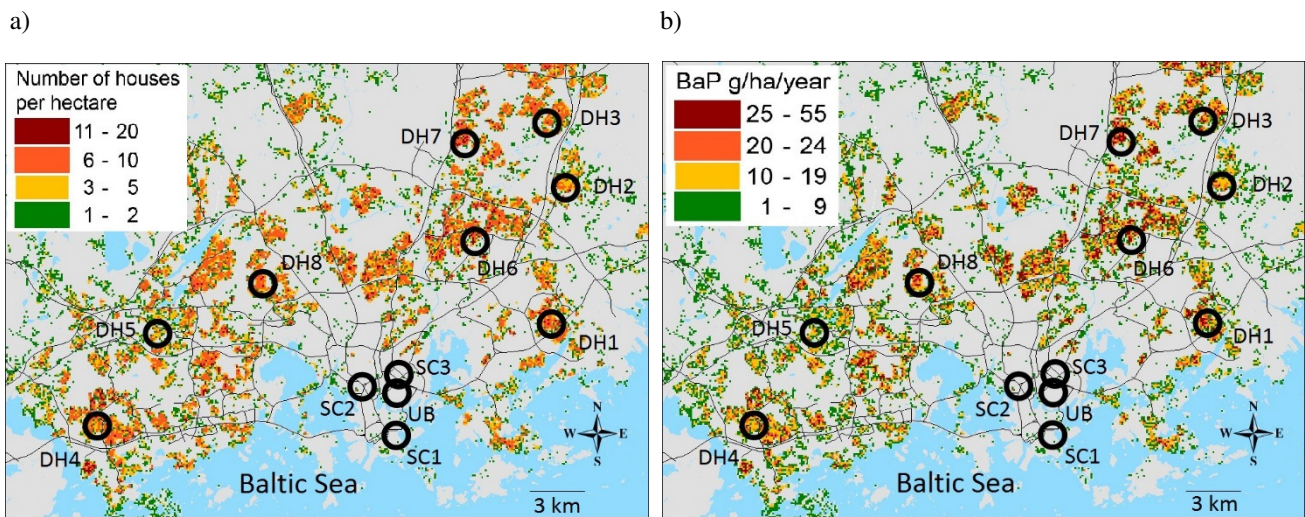 a)
Number of houses
per hectare
11 - 20
6 - 10
3 - 5
1 - 2
DH7
DH3
DH2
DH6
DH8
DH5
DH1
SC3
SC2
UB
DH4
SC1
Baltic Sea
N
W E
S
3 km
b)
BaP g/ha/year
25 - 55
20 - 24
10 - 19
1 - 9
DH7
DH3
DH2
DH6
DH8
DH5
DH1
SC3
SC2
UB
DH4
SC1
Baltic Sea
N
W E
S
3 km